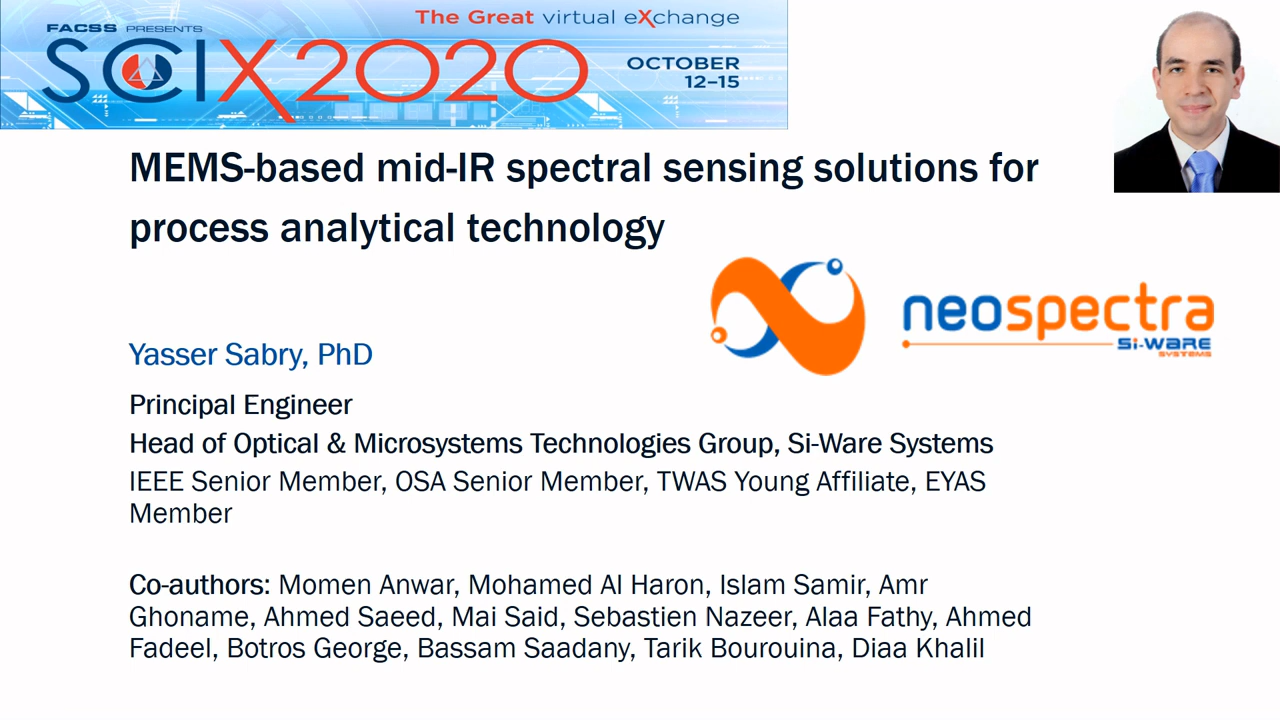 The Great virtual eXchange
FACSS PRESENTS
SCIX2020
OCTOBER
12–15
MEMS-based mid-IR spectral sensing solutions for
process analytical technology
neospectra
Si-WARE
SYSTEMS
Yasser Sabry, PhD
Principal Engineer
Head of Optical & Microsystems Technologies Group, Si-Ware Systems
IEEE Senior Member, OSA Senior Member, TWAS Young Affiliate, EYAS
Member
Co-authors: Momen Anwar, Mohamed Al Haron, Islam Samir, Amr
Ghoname, Ahmed Saeed, Mai Said, Sebastien Nazeer, Alaa Fathy, Ahmed
Fadeel, Botros George, Bassam Saadany, Tarik Bourouina, Diaa Khalil